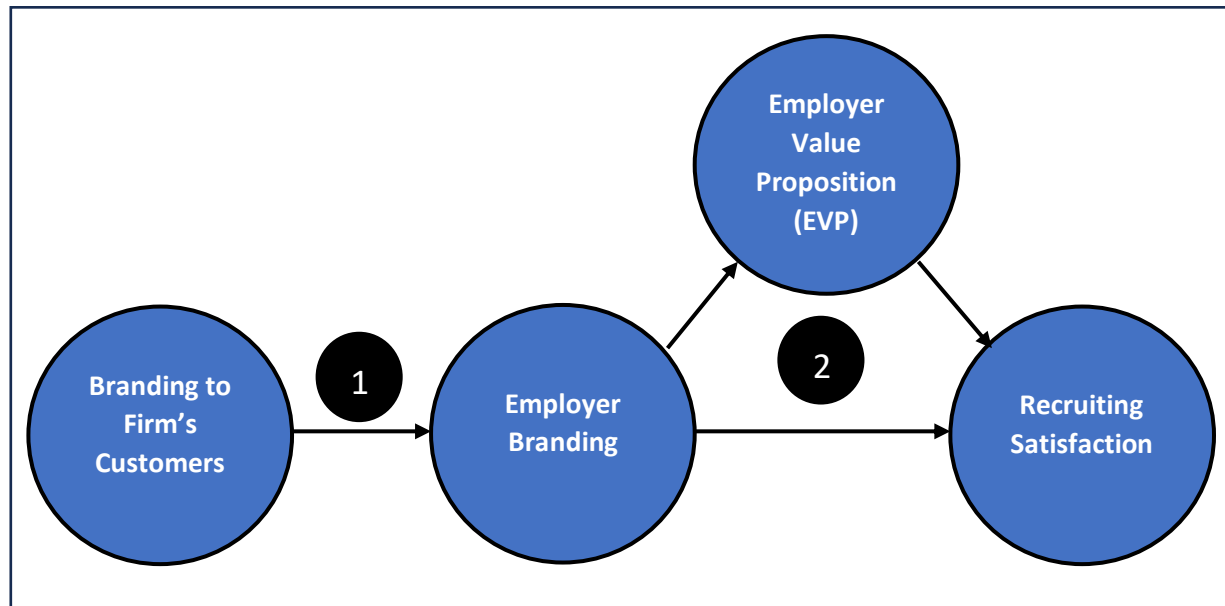 Employer
Value
Proposition
(EVP)
Branding to
Firm’s
Customers
1
Employer
Branding
2
Recruiting
Satisfaction